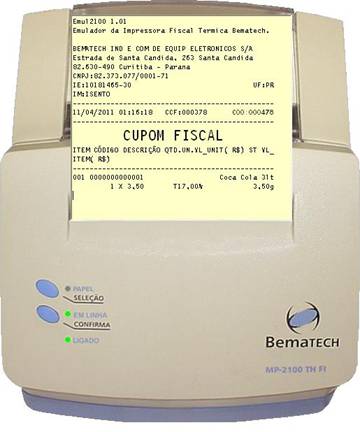 Emul2100 1.01
Emulador da Impressora Fiscal Termica Bematech.
BEMATECH IND E COM DE EQUIP ELETRONICOS S/A
Estrada de Santa Candida, 263 Santa Candida
82.630-490 Curitiba - Parana
CNPJ:82.373.077/0001-71
IE:10181465-30 UF:PR
IM:ISENTO
11/04/2011 01:16:18 CCF:000378 COO:000478
CUPOM FISCAL
ITEM CÓDIGO DESCRIÇÃO QTD.UN.VL_UNIT( R$) ST VL_
ITEM( R$)
001 0000000000001 Coca Cola 3lt
1 X 3.50 T17,00% 3.50g
PAPEL
SELEÇÃO
EM LINHA
CONFIRMA
LIGADO
BEMATECH
MP-2100 TH FI